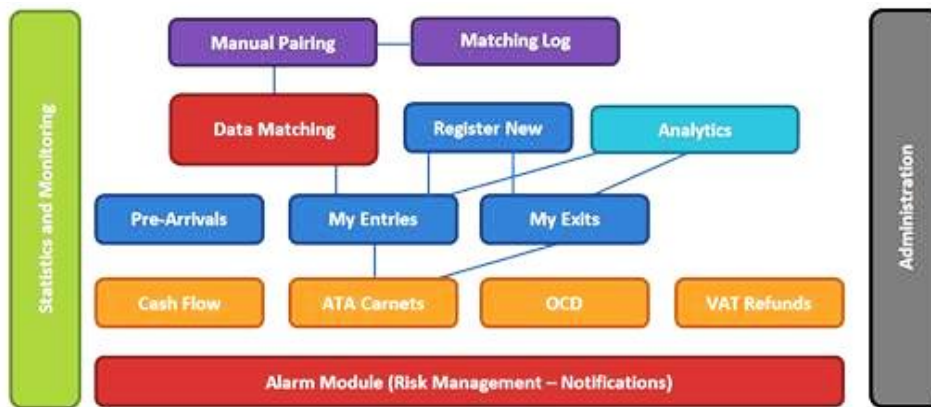 Statistics and Monitoring
Manual Pairing
Matching Log
Data Matching
Register New
Analytics
Pre-Arrivals
My Entries
My Exits
Cash Flow
ATA Carnets
OCD
VAT Refunds
Alarm Module (Risk Management – Notifications)
Administration